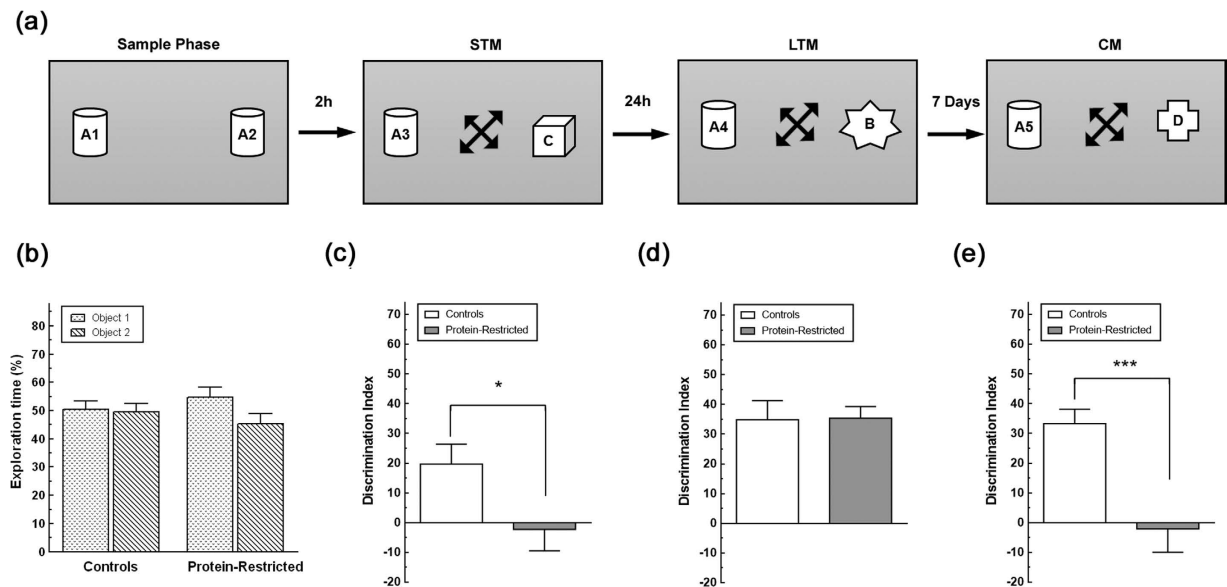 (a)
Sample Phase
STM
LTM
CM
A1
A2
2h
A3
C
24h
A4
B
7 Days
A5
D
(b)
Object 1
Object 2
Exploration time (%)
80
70
60
50
40
30
20
10
0
Controls
Protein-Restricted
(c)
Controls
Protein-Restricted
Discrimination Index
70
60
50
40
30
20
10
0
-10
-20
*
(d)
Controls
Protein-Restricted
Discrimination Index
70
60
50
40
30
20
10
0
-10
-20
(e)
Controls
Protein-Restricted
Discrimination Index
70
60
50
40
30
20
10
0
-10
-20
***